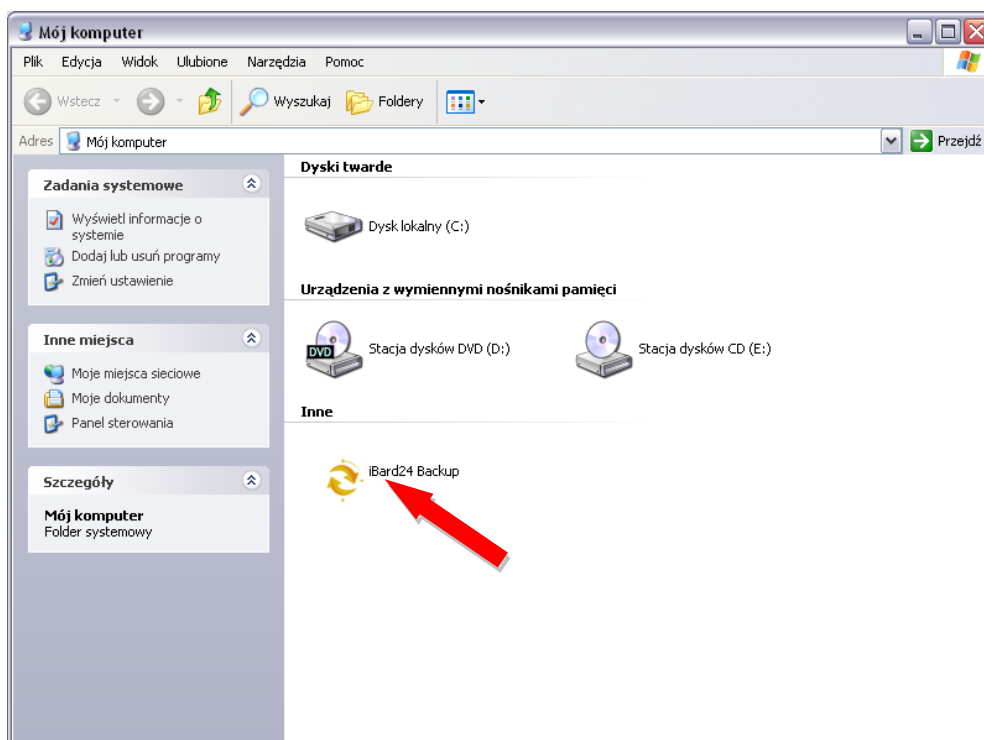 Mój komputer
Plik Edycja Widok Ulubione Narzędzia Pomoc
Wstecz Wyszukaj Foldery
Adres Mój komputer Przejdź
Zadania systemowe
Wyświetl informacje o
systemie
Dodaj lub usuń programy
Zmień ustawienie
Inne miejsca
Moje miejsca sieciowe
Moje dokumenty
Panel sterowania
Szczegóły
Mój komputer
Folder systemowy
Dyski twarde
Dysk lokalny (C:)
Urządzenia z wymiennymi nośnikami pamięci
DVD
Stacja dysków DVD (D:)
Stacja dysków CD (E:)
Inne
iBard24 Backup